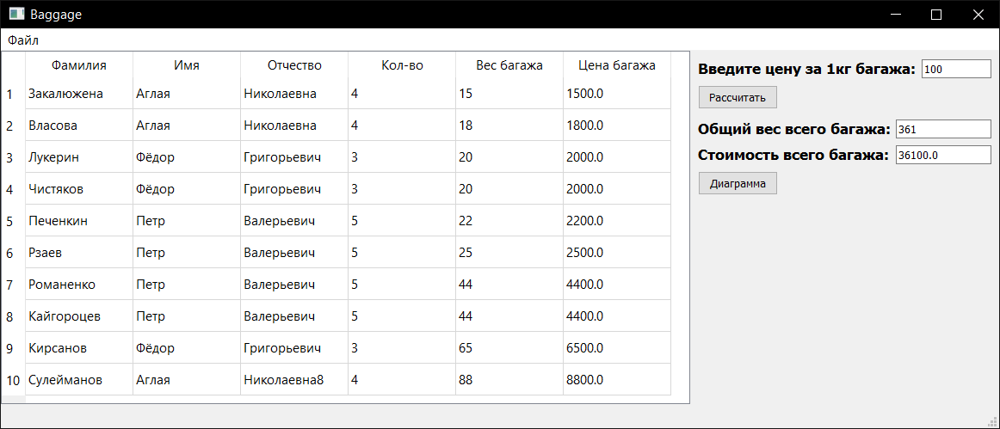 Baggage
Файл
Фамилия Имя Отчество Кол-во Вес багажа Цена багажа
1 Закалюжена Аглая Николаевна 4 15 1500.0
2 Власова Аглая Николаевна 4 18 1800.0
3 Лукерин Фёдор Григорьевич 3 20 2000.0
4 Чистяков Фёдор Григорьевич 3 20 2000.0
5 Печенкин Петр Валерьевич 5 22 2200.0
6 Рзаев Петр Валерьевич 5 25 2500.0
7 Романенко Петр Валерьевич 5 44 4400.0
8 Кайгороцев Петр Валерьевич 5 44 4400.0
9 Кирсанов Фёдор Григорьевич 3 65 6500.0
10 Сулейманов Аглая Николаевна8 4 88 8800.0
Введите цену за 1кг багажа: 100
Рассчитать
Общий вес всего багажа: 361
Стоимость всего багажа: 36100.0
Диаграмма